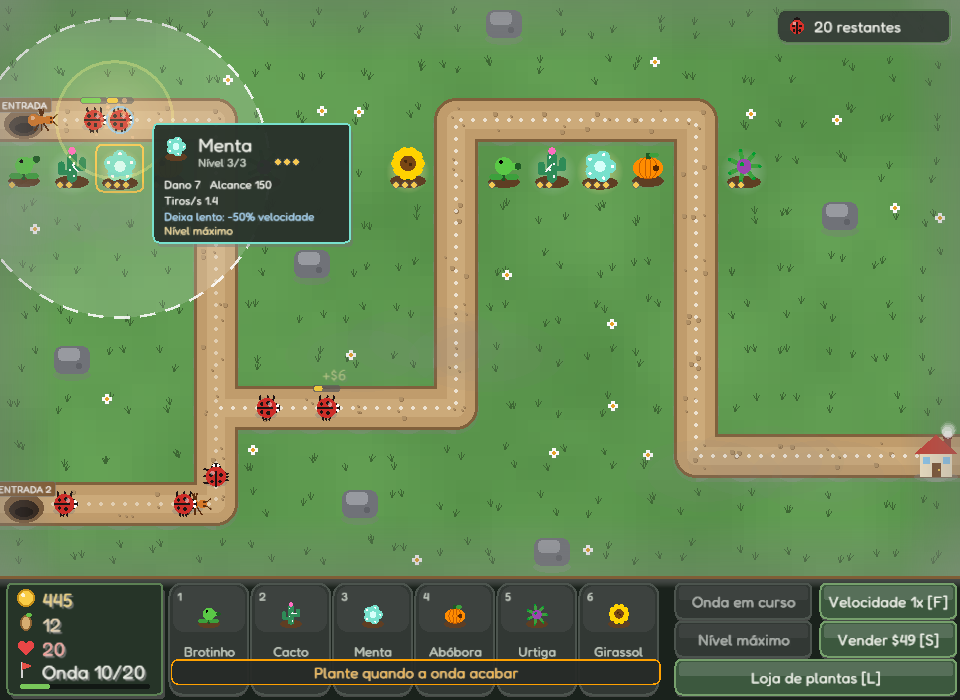 20 restantes
ENTRADA
Menta
Nível 3/3
Dano 7 Alcance 150
Tiros/s 1.4
Deixa lento: -50% velocidade
Nível máximo
+$6
ENTRADA 2
445
12
20
Onda 10/20
1
Brotinho
2
Cacto
3
Menta
4
Abóbora
5
Urtiga
6
Girassol
Plante quando a onda acabar
Onda em curso
Velocidade 1x [F]
Nível máximo
Vender $49 [S]
Loja de plantas [L]